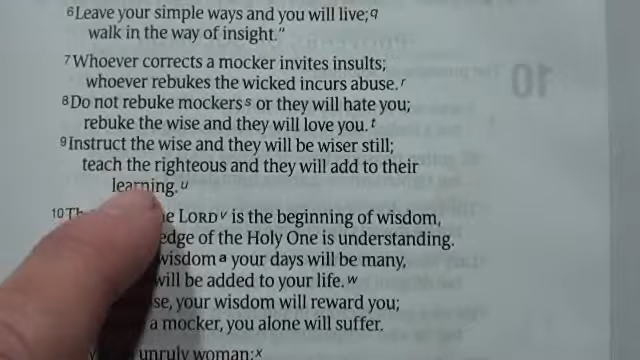 6Leave your simple ways and you will live;q
walk in the way of insight."
7Whoever corrects a mocker invites insults;
whoever rebukes the wicked incurs abuse.r
8Do not rebuke mockerss or they will hate you;
rebuke the wise and they will love you.t
9Instruct the wise and they will be wiser still;
teach the righteous and they will add to their
learning.u
10 LORDv is the beginning of wisdom,
of the Holy One is understanding.
wisdoma your days will be many,
will be added to your life.w
your wisdom will reward you;
a mocker, you alone will suffer.
unruly woman;x
10